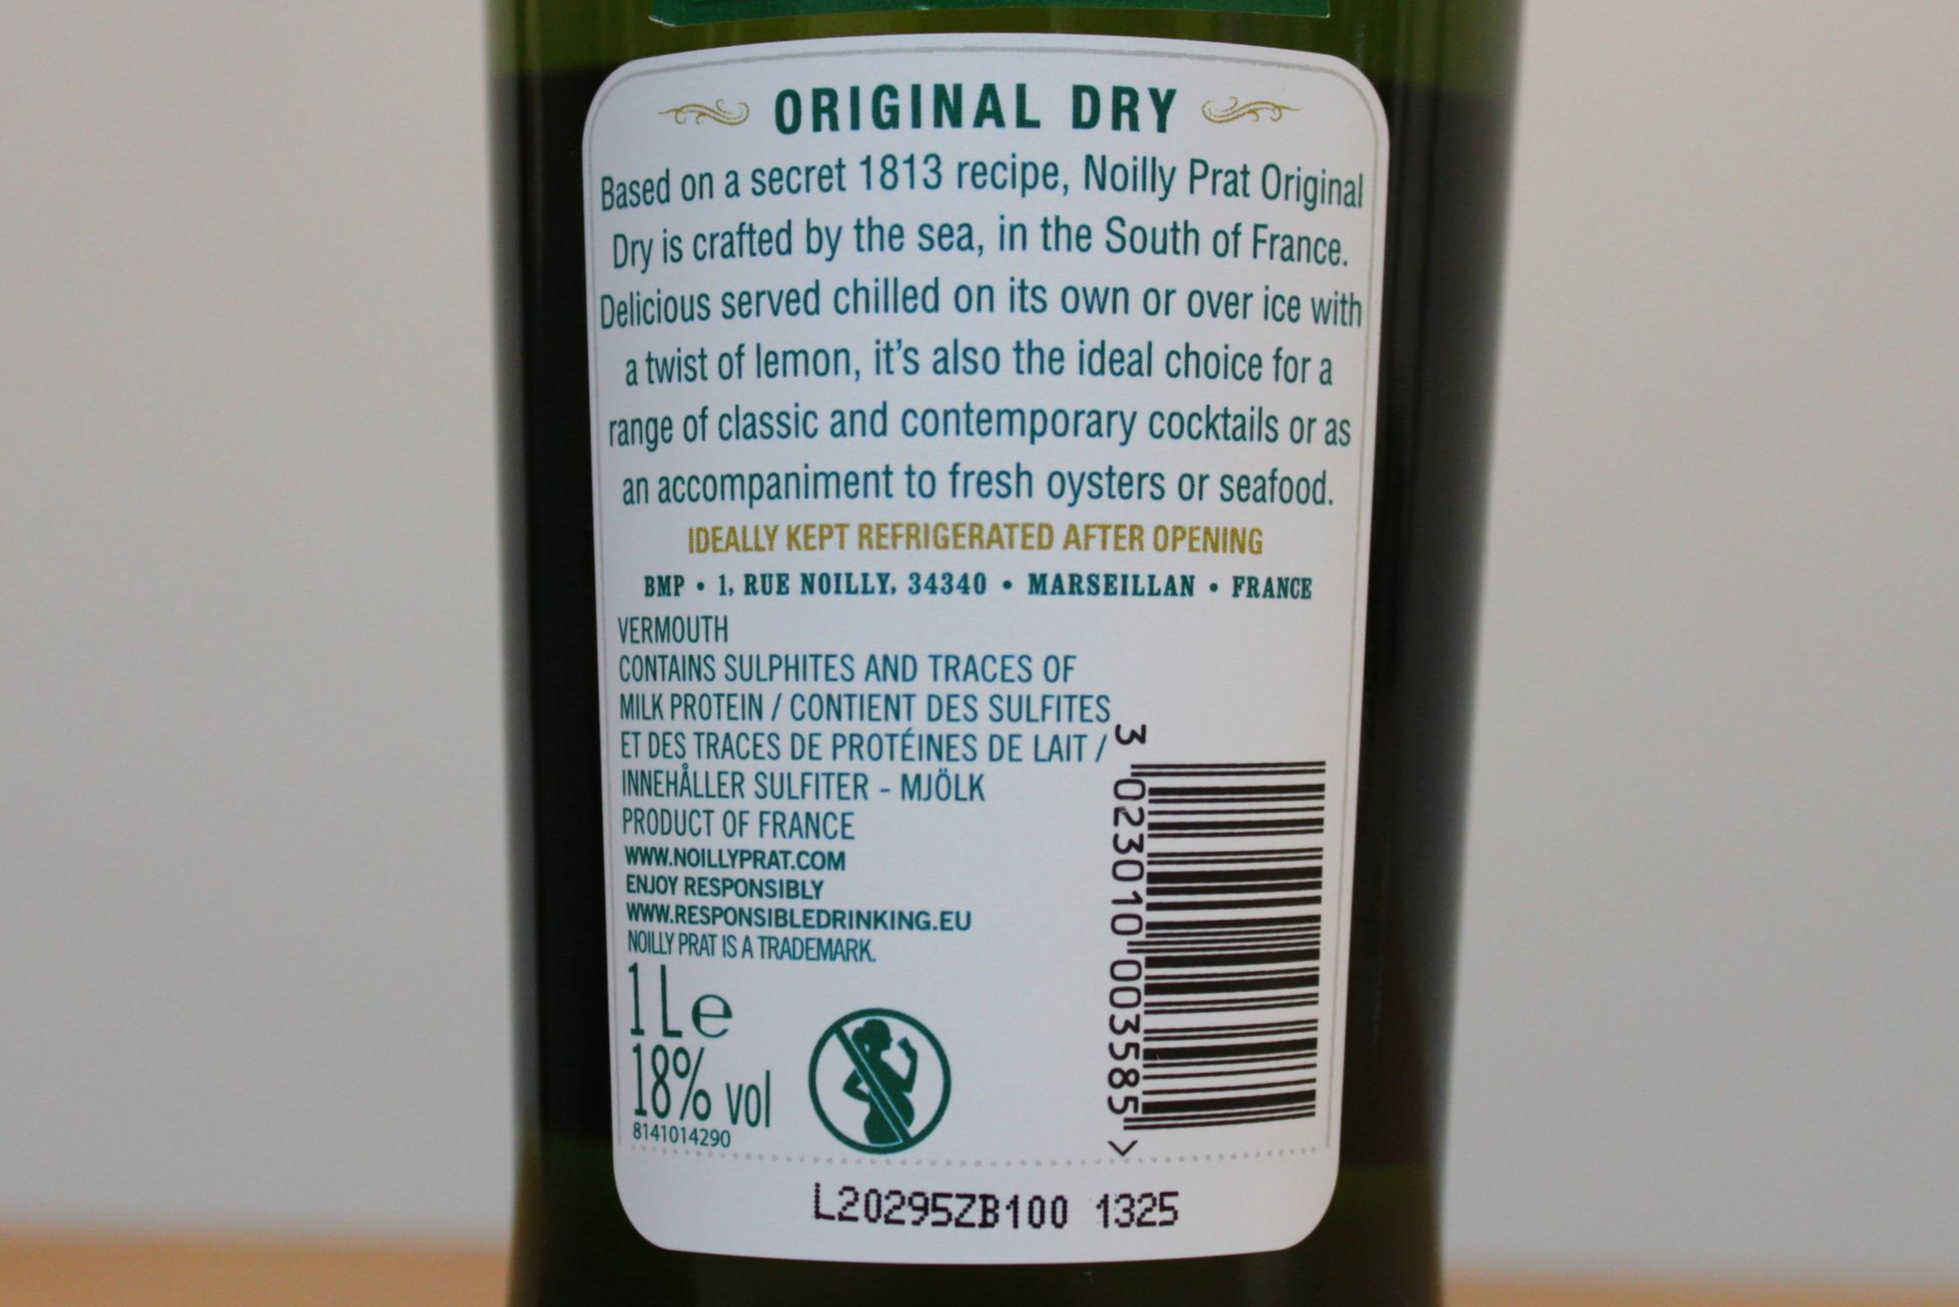 ORIGINAL DRY
Based on a secret 1813 recipe, Noilly Prat Original
Dry is crafted by the sea, in the South of France.
Delicious served chilled on its own or over ice with
a twist of lemon, it's also the ideal choice for a
range of classic and contemporary cocktails or as
an accompaniment to fresh oysters or seafood.
IDEALLY KEPT REFRIGERATED AFTER OPENING
BMP • 1, RUE NOILLY, 34340 • MARSEILLAN • FRANCE
VERMOUTH
CONTAINS SULPHITES AND TRACES OF
MILK PROTEIN / CONTIENT DES SULFITES
ET DES TRACES DE PROTÉINES DE LAIT /
INNEHÅLLER SULFITER - MJÖLK
PRODUCT OF FRANCE
WWW.NOILLYPRAT.COM
ENJOY RESPONSIBLY
WWW.RESPONSIBLEDRINKING.EU
NOILLY PRAT IS A TRADEMARK.
1L℮
18% vol
8141014290
3 023010 003585 >
L20295ZB100 1325